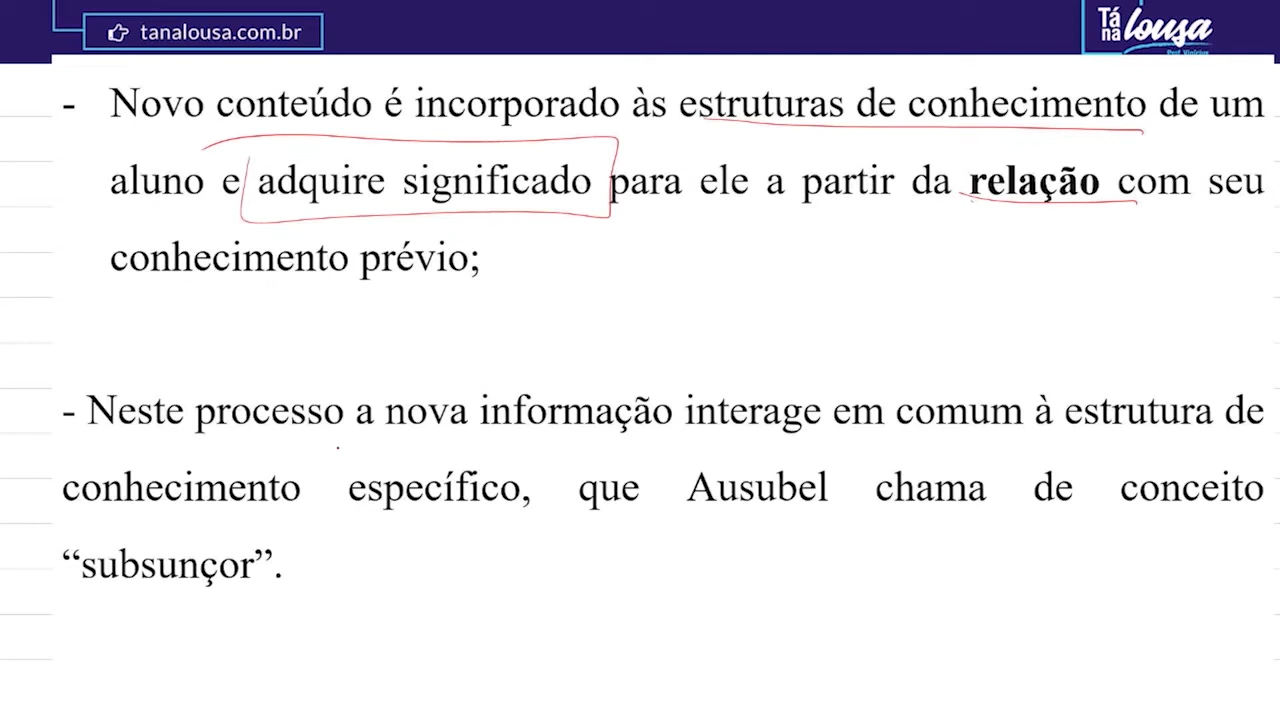 tanalousa.com.br
Tá
na lousa
Prof. Vinícius
- Novo conteúdo é incorporado às estruturas de conhecimento de um
aluno e adquire significado para ele a partir da relação com seu
conhecimento prévio;
- Neste processo a nova informação interage em comum à estrutura de
conhecimento específico, que Ausubel chama de conceito
“subsunçor”.